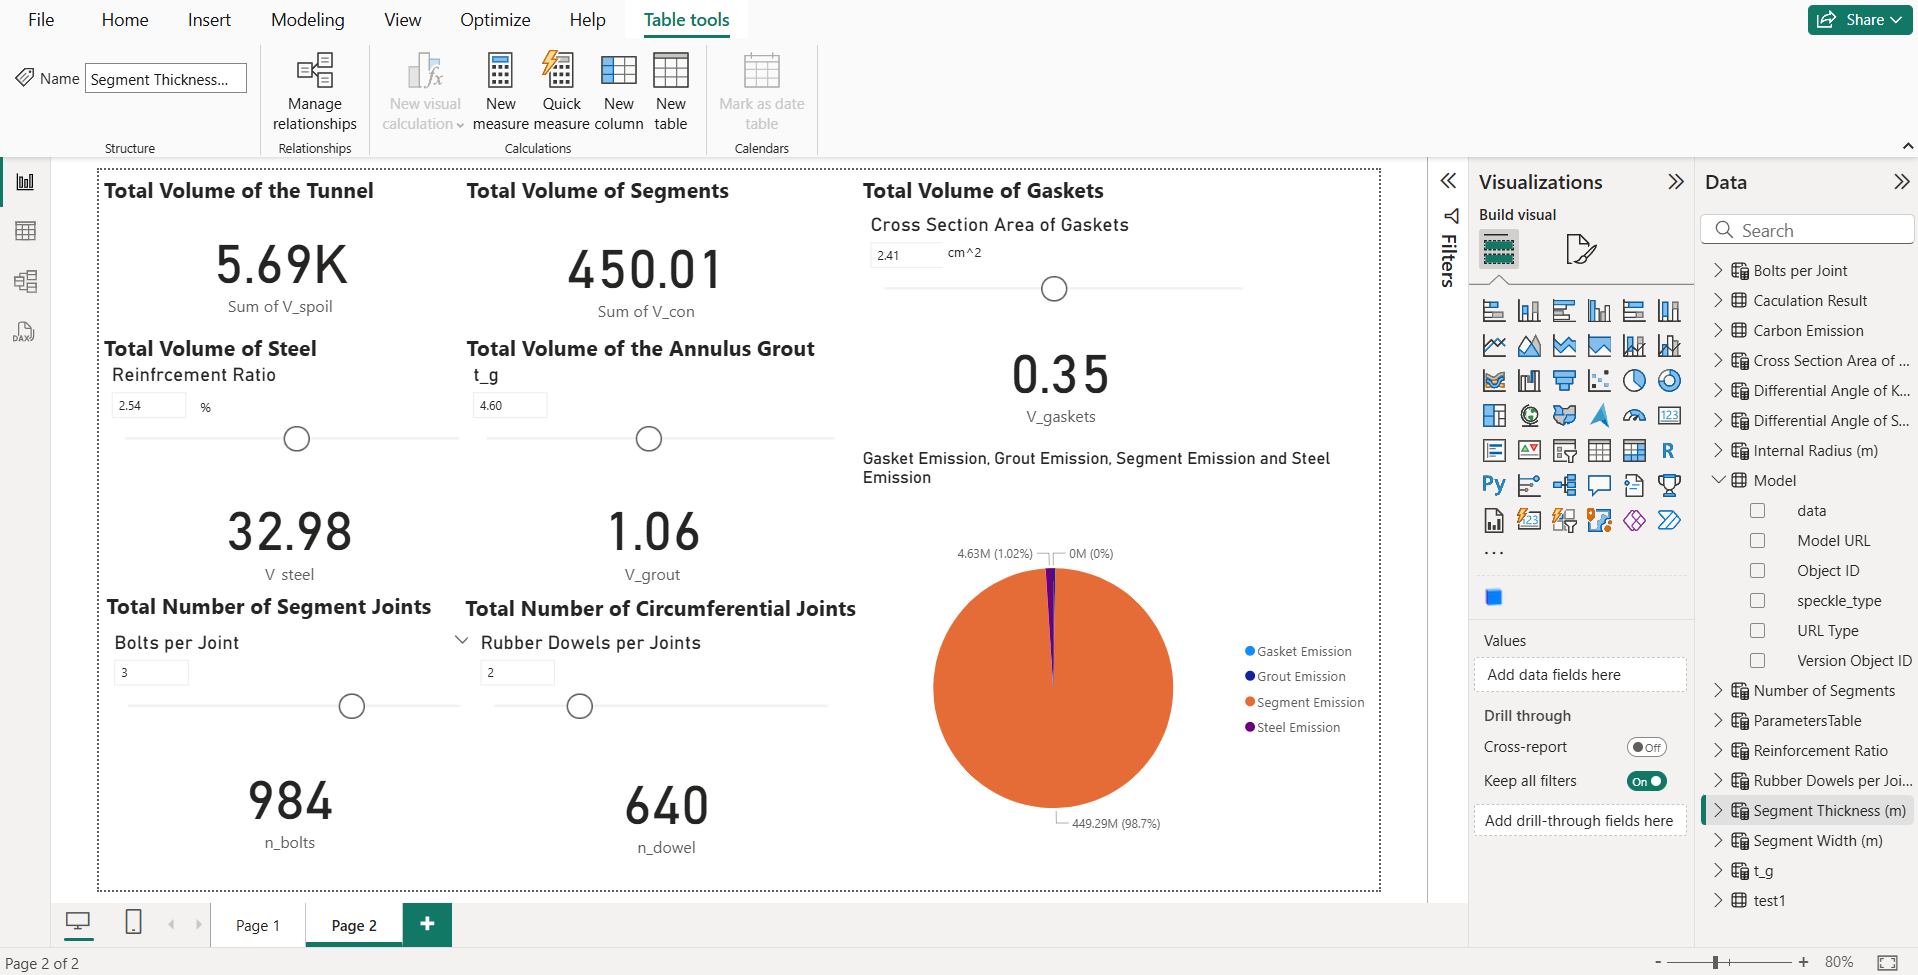 File Home Insert Modeling View Optimize Help Table tools Share
Name Segment Thickness...
Manage relationships
New visual calculation
New measure
Quick measure
New column
New table
Mark as date table
Structure Relationships Calculations Calendars
Total Volume of the Tunnel
5.69K
Sum of V_spoil
Total Volume of Segments
450.01
Sum of V_con
Total Volume of Gaskets
Cross Section Area of Gaskets
2.41 cm^2
0.35
V_gaskets
Total Volume of Steel
Reinfrcement Ratio
2.54 %
32.98
V_steel
Total Volume of the Annulus Grout
t_g
4.60
1.06
V_grout
Gasket Emission, Grout Emission, Segment Emission and Steel
Emission
4.63M (1.02%) 0M (0%)
449.29M (98.7%)
Gasket Emission
Grout Emission
Segment Emission
Steel Emission
Total Number of Segment Joints
Bolts per Joint
3
984
n_bolts
Total Number of Circumferential Joints
Rubber Dowels per Joints
2
640
n_dowel
Filters
Visualizations
Build visual
123
R
Py
123
...
Values
Add data fields here
Drill through
Cross-report Off
Keep all filters On
Add drill-through fields here
Data
Search
Bolts per Joint
Caculation Result
Carbon Emission
Cross Section Area of ...
Differential Angle of K...
Differential Angle of S...
Internal Radius (m)
Model
data
Model URL
Object ID
speckle_type
URL Type
Version Object ID
Number of Segments
ParametersTable
Reinforcement Ratio
Rubber Dowels per Joi...
Segment Thickness (m)
Segment Width (m)
t_g
test1
DAX
Page 1 Page 2 +
Page 2 of 2
- + 80%